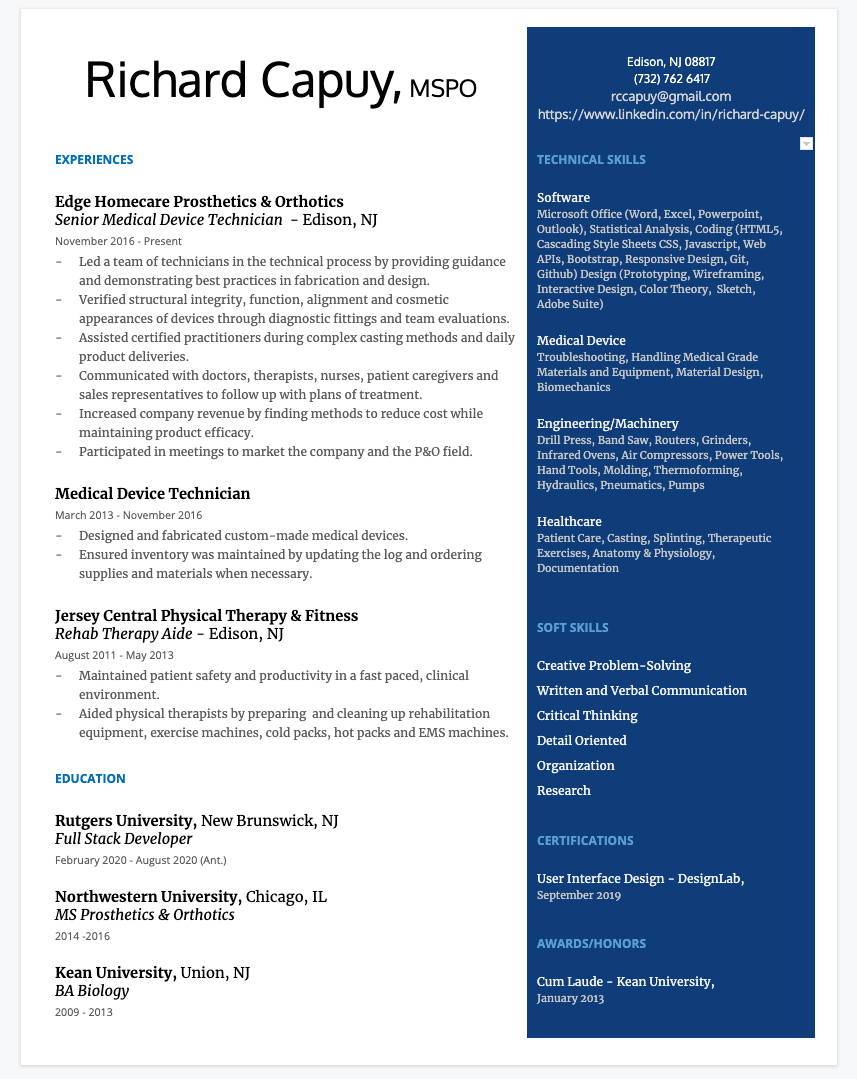 Richard Capuy, MSPO
EXPERIENCES
Edge Homecare Prosthetics & Orthotics
Senior Medical Device Technician - Edison, NJ
November 2016 - Present
- Led a team of technicians in the technical process by providing guidance
and demonstrating best practices in fabrication and design.
- Verified structural integrity, function, alignment and cosmetic
appearances of devices through diagnostic fittings and team evaluations.
- Assisted certified practitioners during complex casting methods and daily
product deliveries.
- Communicated with doctors, therapists, nurses, patient caregivers and
sales representatives to follow up with plans of treatment.
- Increased company revenue by finding methods to reduce cost while
maintaining product efficacy.
- Participated in meetings to market the company and the P&O field.
Medical Device Technician
March 2013 - November 2016
- Designed and fabricated custom-made medical devices.
- Ensured inventory was maintained by updating the log and ordering
supplies and materials when necessary.
Jersey Central Physical Therapy & Fitness
Rehab Therapy Aide - Edison, NJ
August 2011 - May 2013
- Maintained patient safety and productivity in a fast paced, clinical
environment.
- Aided physical therapists by preparing and cleaning up rehabilitation
equipment, exercise machines, cold packs, hot packs and EMS machines.
EDUCATION
Rutgers University, New Brunswick, NJ
Full Stack Developer
February 2020 - August 2020 (Ant.)
Northwestern University, Chicago, IL
MS Prosthetics & Orthotics
2014 -2016
Kean University, Union, NJ
BA Biology
2009 - 2013
Edison, NJ 08817
(732) 762 6417
rccapuy@gmail.com
https://www.linkedin.com/in/richard-capuy/
TECHNICAL SKILLS
Software
Microsoft Office (Word, Excel, Powerpoint,
Outlook), Statistical Analysis, Coding (HTML5,
Cascading Style Sheets CSS, Javascript, Web
APIs, Bootstrap, Responsive Design, Git,
Github) Design (Prototyping, Wireframing,
Interactive Design, Color Theory, Sketch,
Adobe Suite)
Medical Device
Troubleshooting, Handling Medical Grade
Materials and Equipment, Material Design,
Biomechanics
Engineering/Machinery
Drill Press, Band Saw, Routers, Grinders,
Infrared Ovens, Air Compressors, Power Tools,
Hand Tools, Molding, Thermoforming,
Hydraulics, Pneumatics, Pumps
Healthcare
Patient Care, Casting, Splinting, Therapeutic
Exercises, Anatomy & Physiology,
Documentation
SOFT SKILLS
Creative Problem-Solving
Written and Verbal Communication
Critical Thinking
Detail Oriented
Organization
Research
CERTIFICATIONS
User Interface Design - DesignLab,
September 2019
AWARDS/HONORS
Cum Laude - Kean University,
January 2013